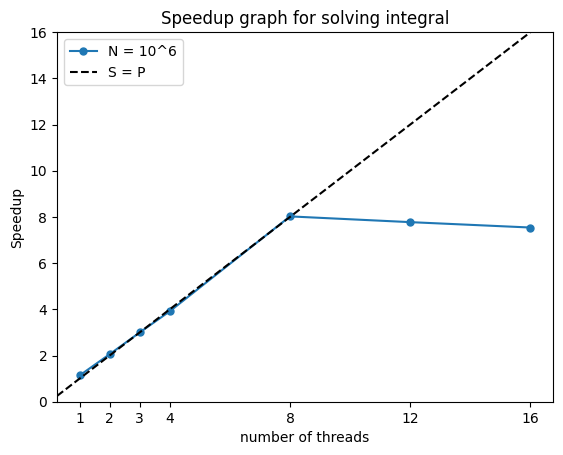 Speedup graph for solving integral
N = 10^6
S = P
16
14
12
10
8
6
4
2
0
Speedup
1 2 3 4 8 12 16
number of threads